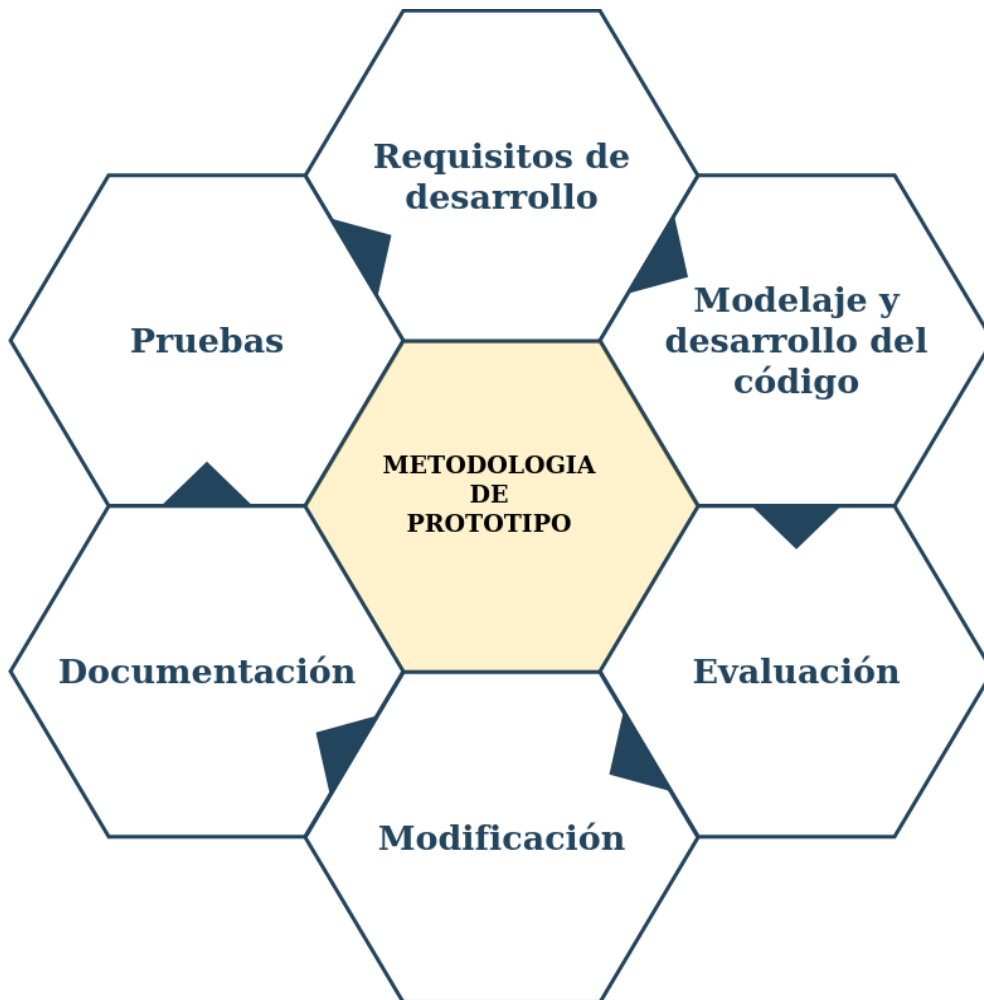 Requisitos de
desarrollo
Modelaje y
desarrollo del
código
Pruebas
METODOLOGIA
DE
PROTOTIPO
Documentación
Evaluación
Modificación